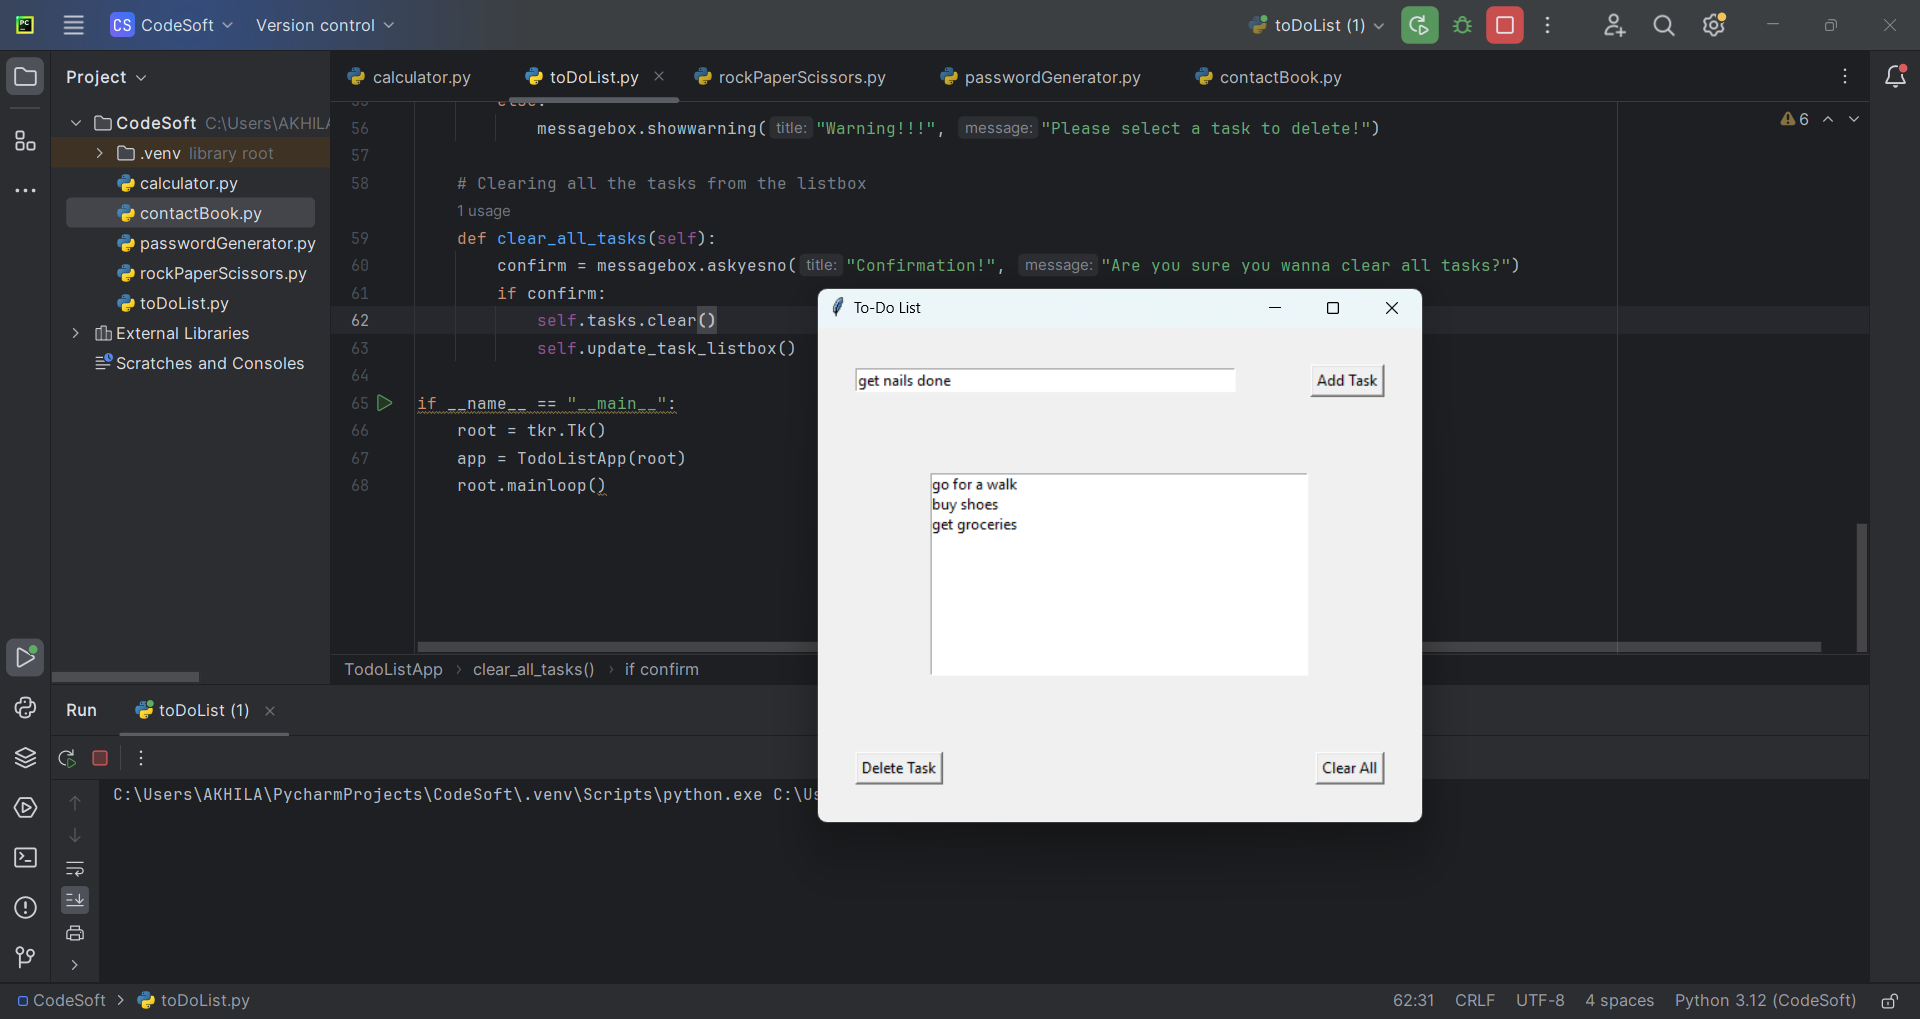 CS CodeSoft Version control toDoList (1)
Project
calculator.py toDoList.py rockPaperScissors.py passwordGenerator.py contactBook.py
CodeSoft C:\Users\AKHILA
.venv library root
calculator.py
contactBook.py
passwordGenerator.py
rockPaperScissors.py
toDoList.py
External Libraries
Scratches and Consoles
6
55 else:
56 messagebox.showwarning( title: "Warning!!!", message: "Please select a task to delete!")
57
58 # Clearing all the tasks from the listbox
1 usage
59 def clear_all_tasks(self):
60 confirm = messagebox.askyesno( title: "Confirmation!", message: "Are you sure you wanna clear all tasks?")
61 if confirm:
62 self.tasks.clear()
63 self.update_task_listbox()
64
65 if __name__ == "__main__":
66 root = tkr.Tk()
67 app = TodoListApp(root)
68 root.mainloop()
TodoListApp > clear_all_tasks() > if confirm
To-Do List
get nails done Add Task
go for a walk
buy shoes
get groceries
Delete Task Clear All
Run toDoList (1)
C:\Users\AKHILA\PycharmProjects\CodeSoft\.venv\Scripts\python.exe
CodeSoft > toDoList.py
62:31 CRLF UTF-8 4 spaces Python 3.12 (CodeSoft)